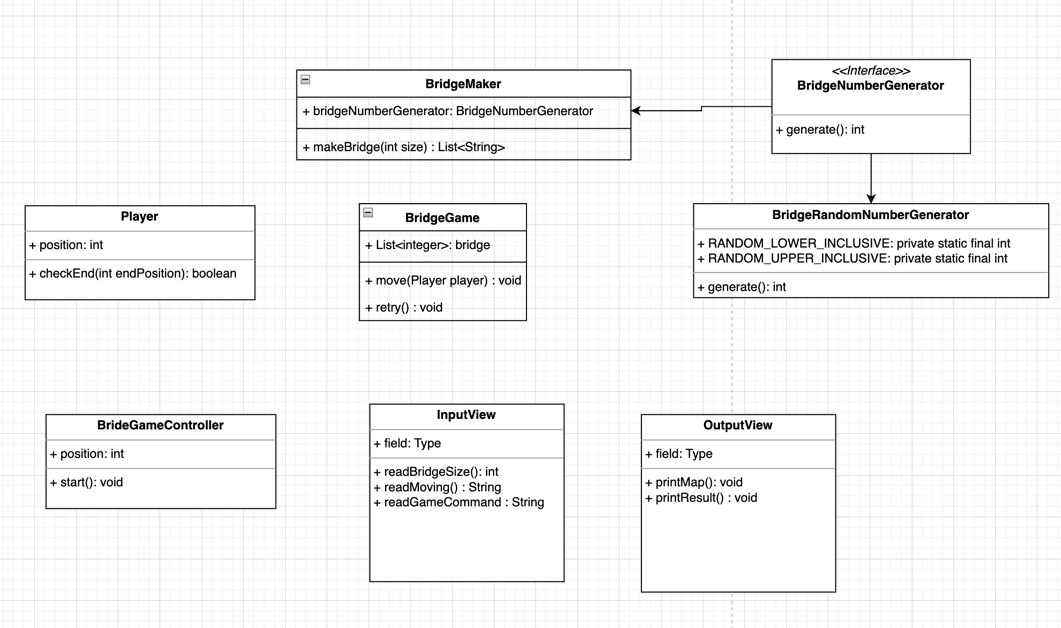 BridgeMaker
+ bridgeNumberGenerator: BridgeNumberGenerator
+ makeBridge(int size) : List<String>
<<Interface>>
BridgeNumberGenerator
+ generate(): int
Player
+ position: int
+ checkEnd(int endPosition): boolean
BridgeGame
+ List<integer>: bridge
+ move(Player player) : void
+ retry() : void
BridgeRandomNumberGenerator
+ RANDOM_LOWER_INCLUSIVE: private static final int
+ RANDOM_UPPER_INCLUSIVE: private static final int
+ generate(): int
BrideGameController
+ position: int
+ start(): void
InputView
+ field: Type
+ readBridgeSize(): int
+ readMoving() : String
+ readGameCommand : String
OutputView
+ field: Type
+ printMap(): void
+ printResult() : void